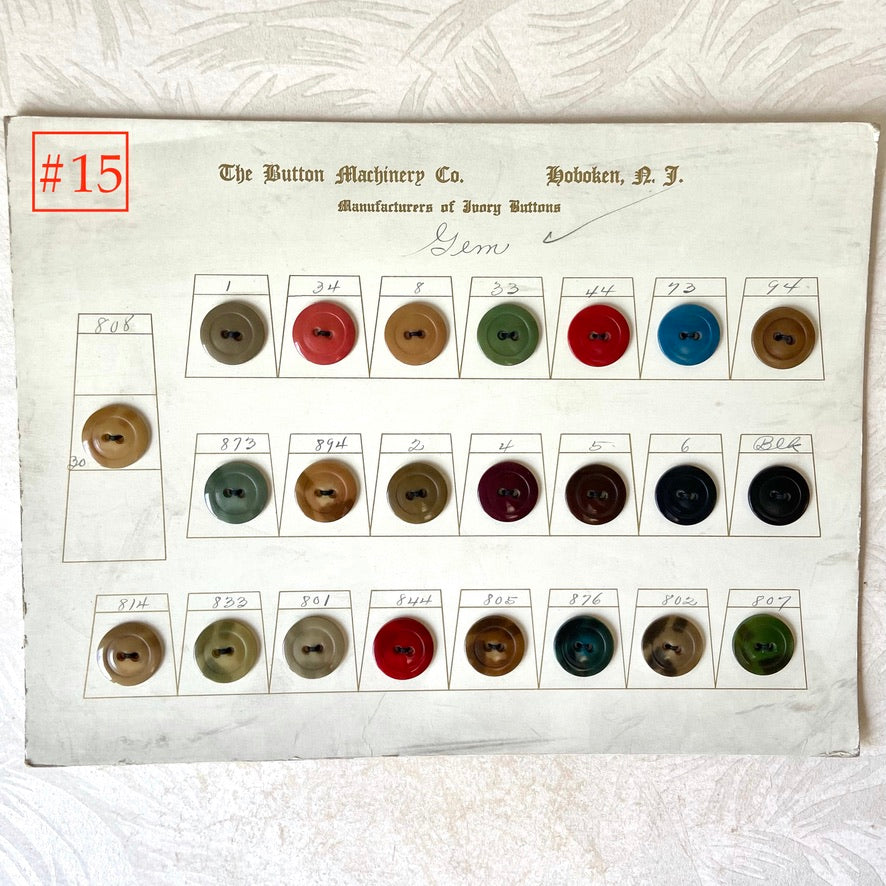 #15
The Button Machinery Co. Hoboken, N. J.
Manufacturers of Ivory Buttons
Gem
1 34 8 33 44 73 94
808
30
873 894 2 4 5 6 Blk
814 833 801 844 805 876 802 807